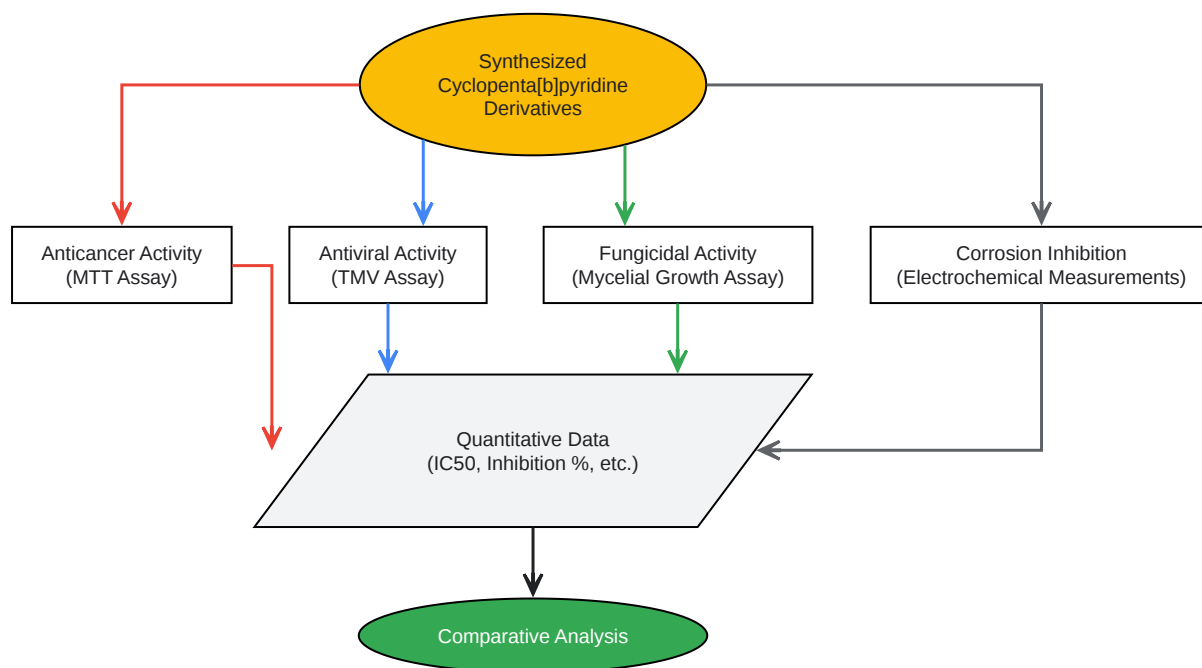 Synthesized
Cyclopenta[b]pyridine
Derivatives
Anticancer Activity
(MTT Assay)
Antiviral Activity
(TMV Assay)
Fungicidal Activity
(Mycelial Growth Assay)
Corrosion Inhibition
(Electrochemical Measurements)
Quantitative Data
(IC50, Inhibition %, etc.)
Comparative Analysis